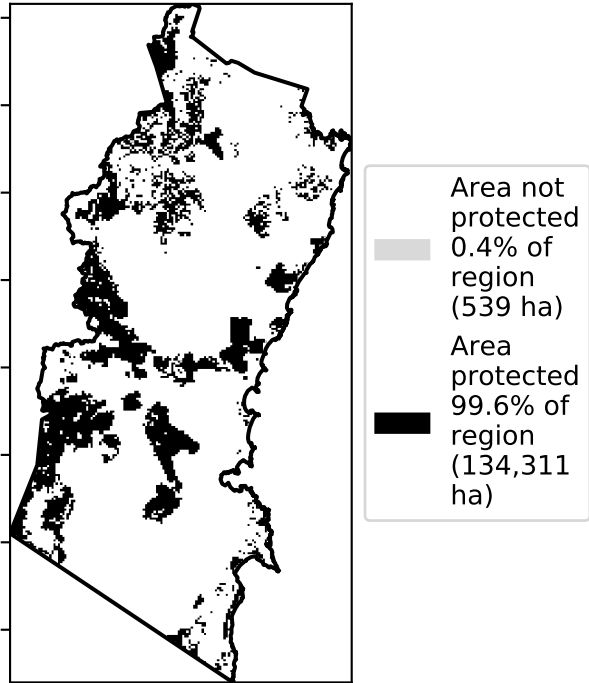 Area not
protected
0.4% of
region
(539 ha)
Area
protected
99.6% of
region
(134,311
ha)